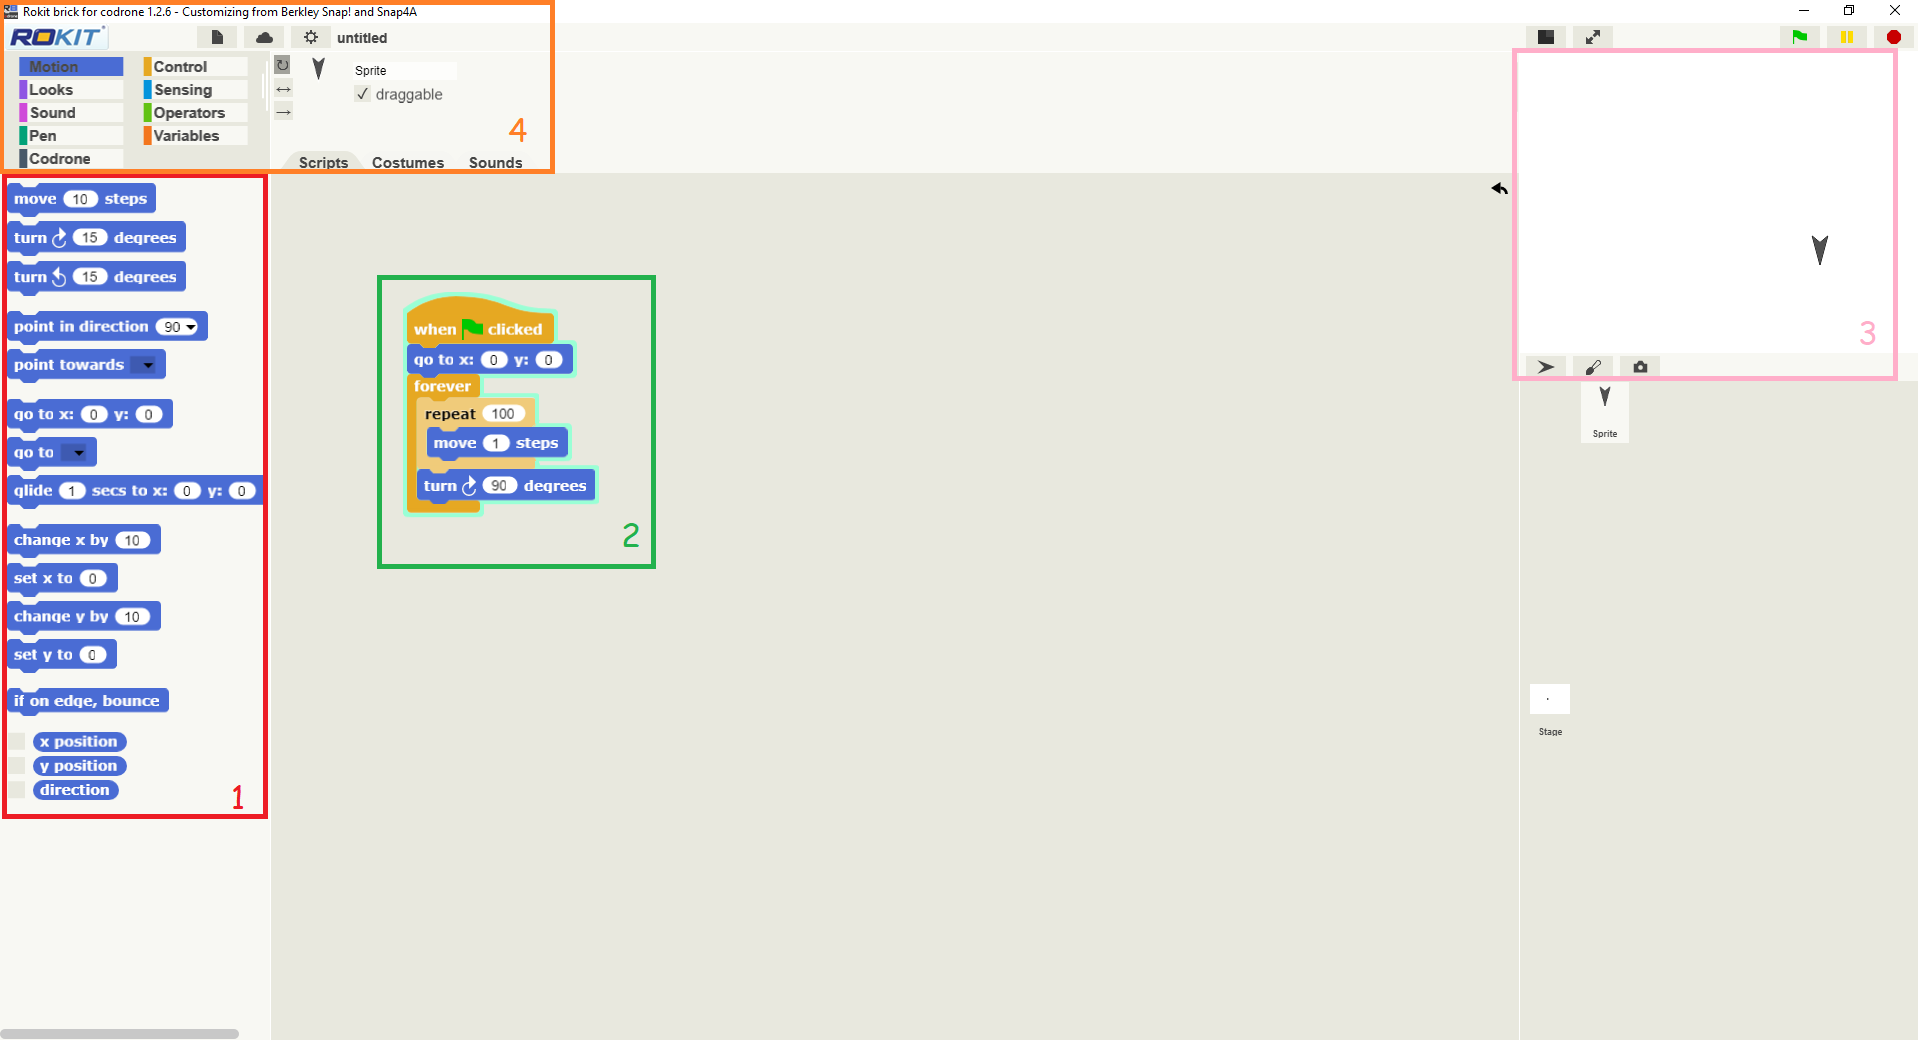 Rokit brick for codrone 1.2.6 - Customizing from Berkley Snap! and Snap4A
ROKIT
untitled
Motion
Control
Looks
Sensing
Sound
Operators
Pen
Variables
Codrone
Sprite
draggable
4
Scripts Costumes Sounds
move 10 steps
turn 15 degrees
turn 15 degrees
point in direction 90
point towards
go to x: 0 y: 0
go to
glide 1 secs to x: 0 y: 0
change x by 10
set x to 0
change y by 10
set y to 0
if on edge, bounce
x position
y position
direction
1
when clicked
go to x: 0 y: 0
forever
repeat 100
move 1 steps
turn 90 degrees
2
3
Sprite
Stage